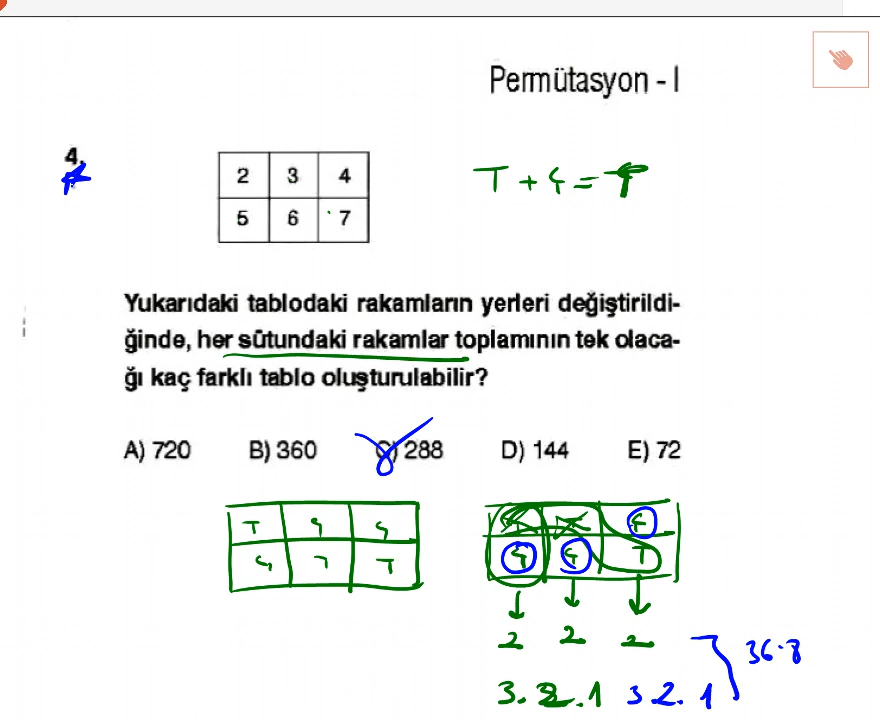 Permütasyon - I
4.
2 3 4
5 6 7
T + Ç = T
Yukarıdaki tablodaki rakamların yerleri değiştirildi-
ğinde, her sütundaki rakamlar toplamının tek olaca-
ğı kaç farklı tablo oluşturulabilir?
A) 720 B) 360 C) 288 D) 144 E) 72
T Ç Ç
Ç T T
Ç
Ç Ç T
2 2 2
3.2.1 3 2.1
36.8